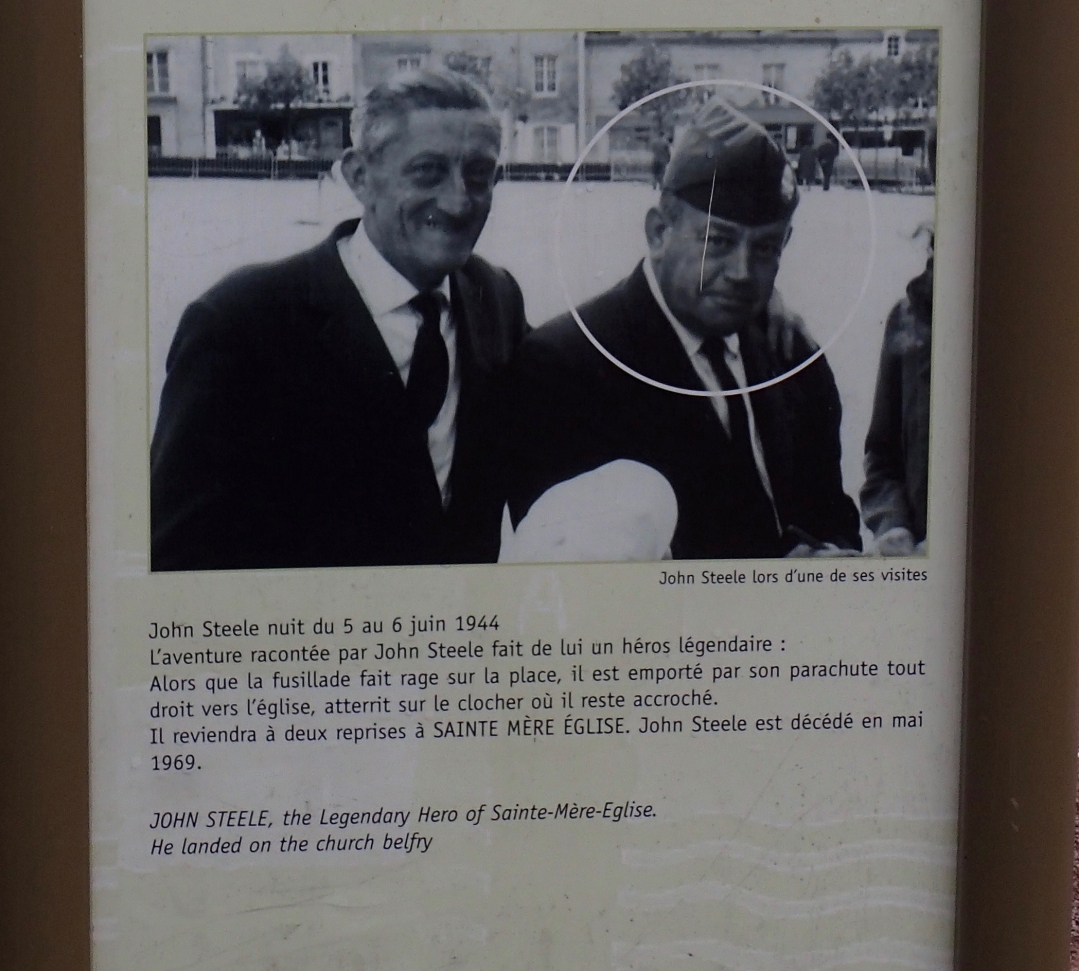 John Steele lors d'une de ses visites
John Steele nuit du 5 au 6 juin 1944
L'aventure racontée par John Steele fait de lui un héros légendaire :
Alors que la fusillade fait rage sur la place, il est emporté par son parachute tout
droit vers l'église, atterrit sur le clocher où il reste accroché.
Il reviendra à deux reprises à SAINTE MÈRE ÉGLISE. John Steele est décédé en mai
1969.
JOHN STEELE, the Legendary Hero of Sainte-Mère-Eglise.
He landed on the church belfry